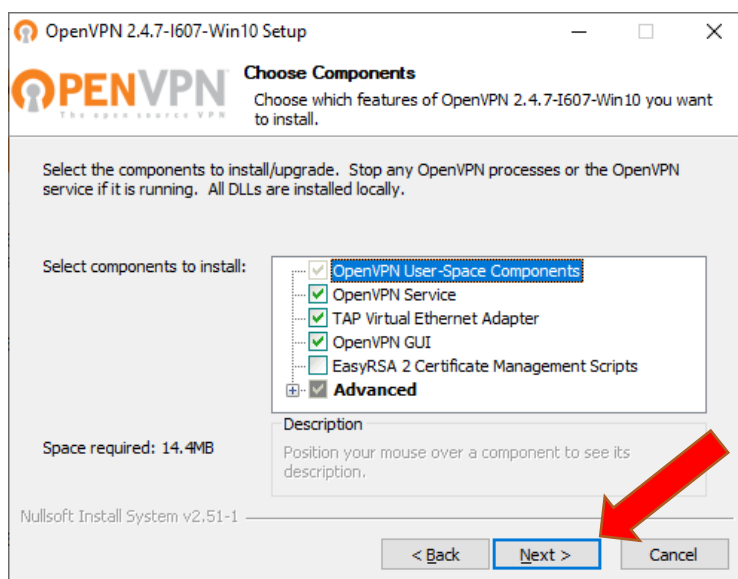 OpenVPN 2.4.7-I607-Win10 Setup
OPENVPN
The open source VPN
Choose Components
Choose which features of OpenVPN 2.4.7-I607-Win10 you want
to install.
Select the components to install/upgrade. Stop any OpenVPN processes or the OpenVPN
service if it is running. All DLLs are installed locally.
Select components to install:
OpenVPN User-Space Components
OpenVPN Service
TAP Virtual Ethernet Adapter
OpenVPN GUI
EasyRSA 2 Certificate Management Scripts
Advanced
Space required: 14.4MB
Description
Position your mouse over a component to see its
description.
Nullsoft Install System v2.51-1
< Back
Next >
Cancel